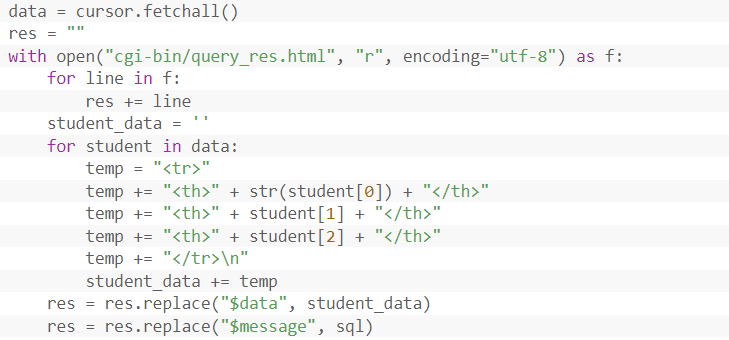 data = cursor.fetchall()
res = ""
with open("cgi-bin/query_res.html", "r", encoding="utf-8") as f:
    for line in f:
        res += line
    student_data = ''
    for student in data:
        temp = "<tr>"
        temp += "<th>" + str(student[0]) + "</th>"
        temp += "<th>" + student[1] + "</th>"
        temp += "<th>" + student[2] + "</th>"
        temp += "</tr>\n"
        student_data += temp
    res = res.replace("$data", student_data)
    res = res.replace("$message", sql)